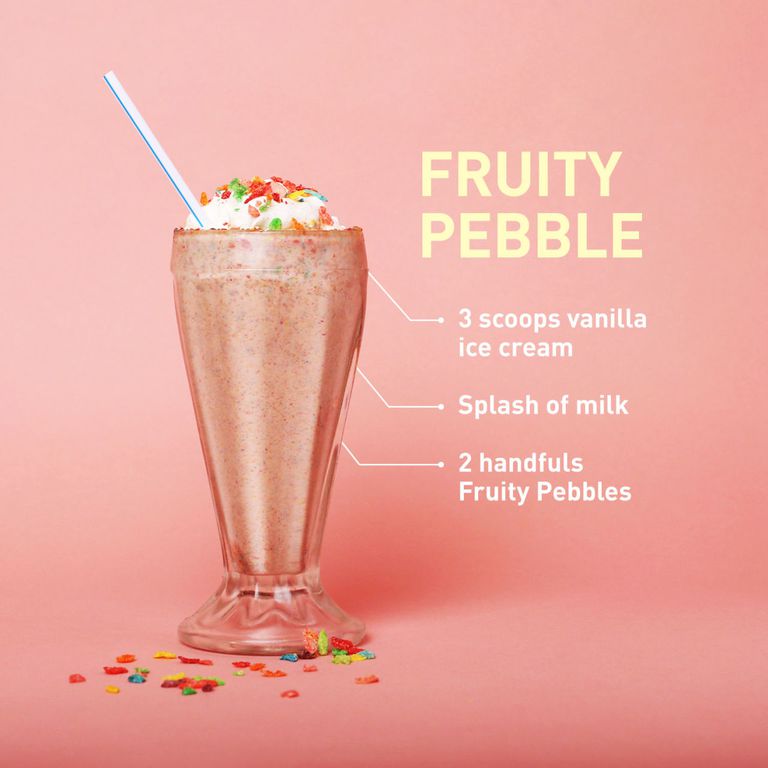 FRUITY
PEBBLE
3 scoops vanilla
ice cream
Splash of milk
2 handfuls
Fruity Pebbles